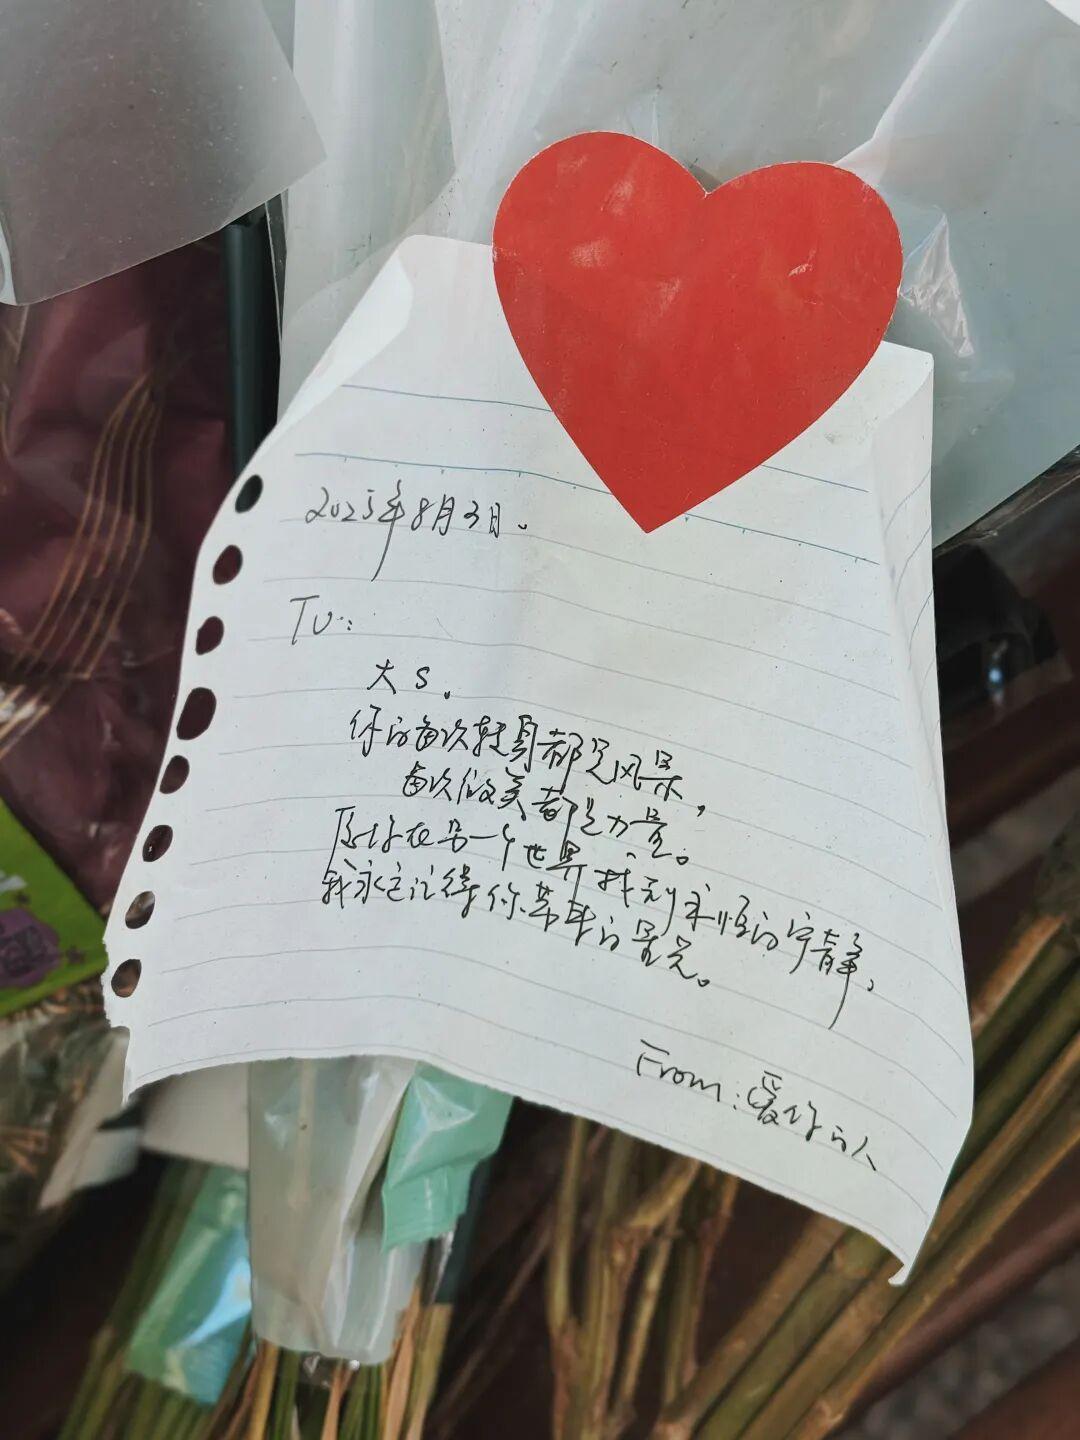 2025年8月3日。
To:
大S。
你的每次转身都是风景，
每次微笑都是力量。
愿你在另一个世界找到永恒的宁静，
我永远记得你带来的星光。
From:爱你的人